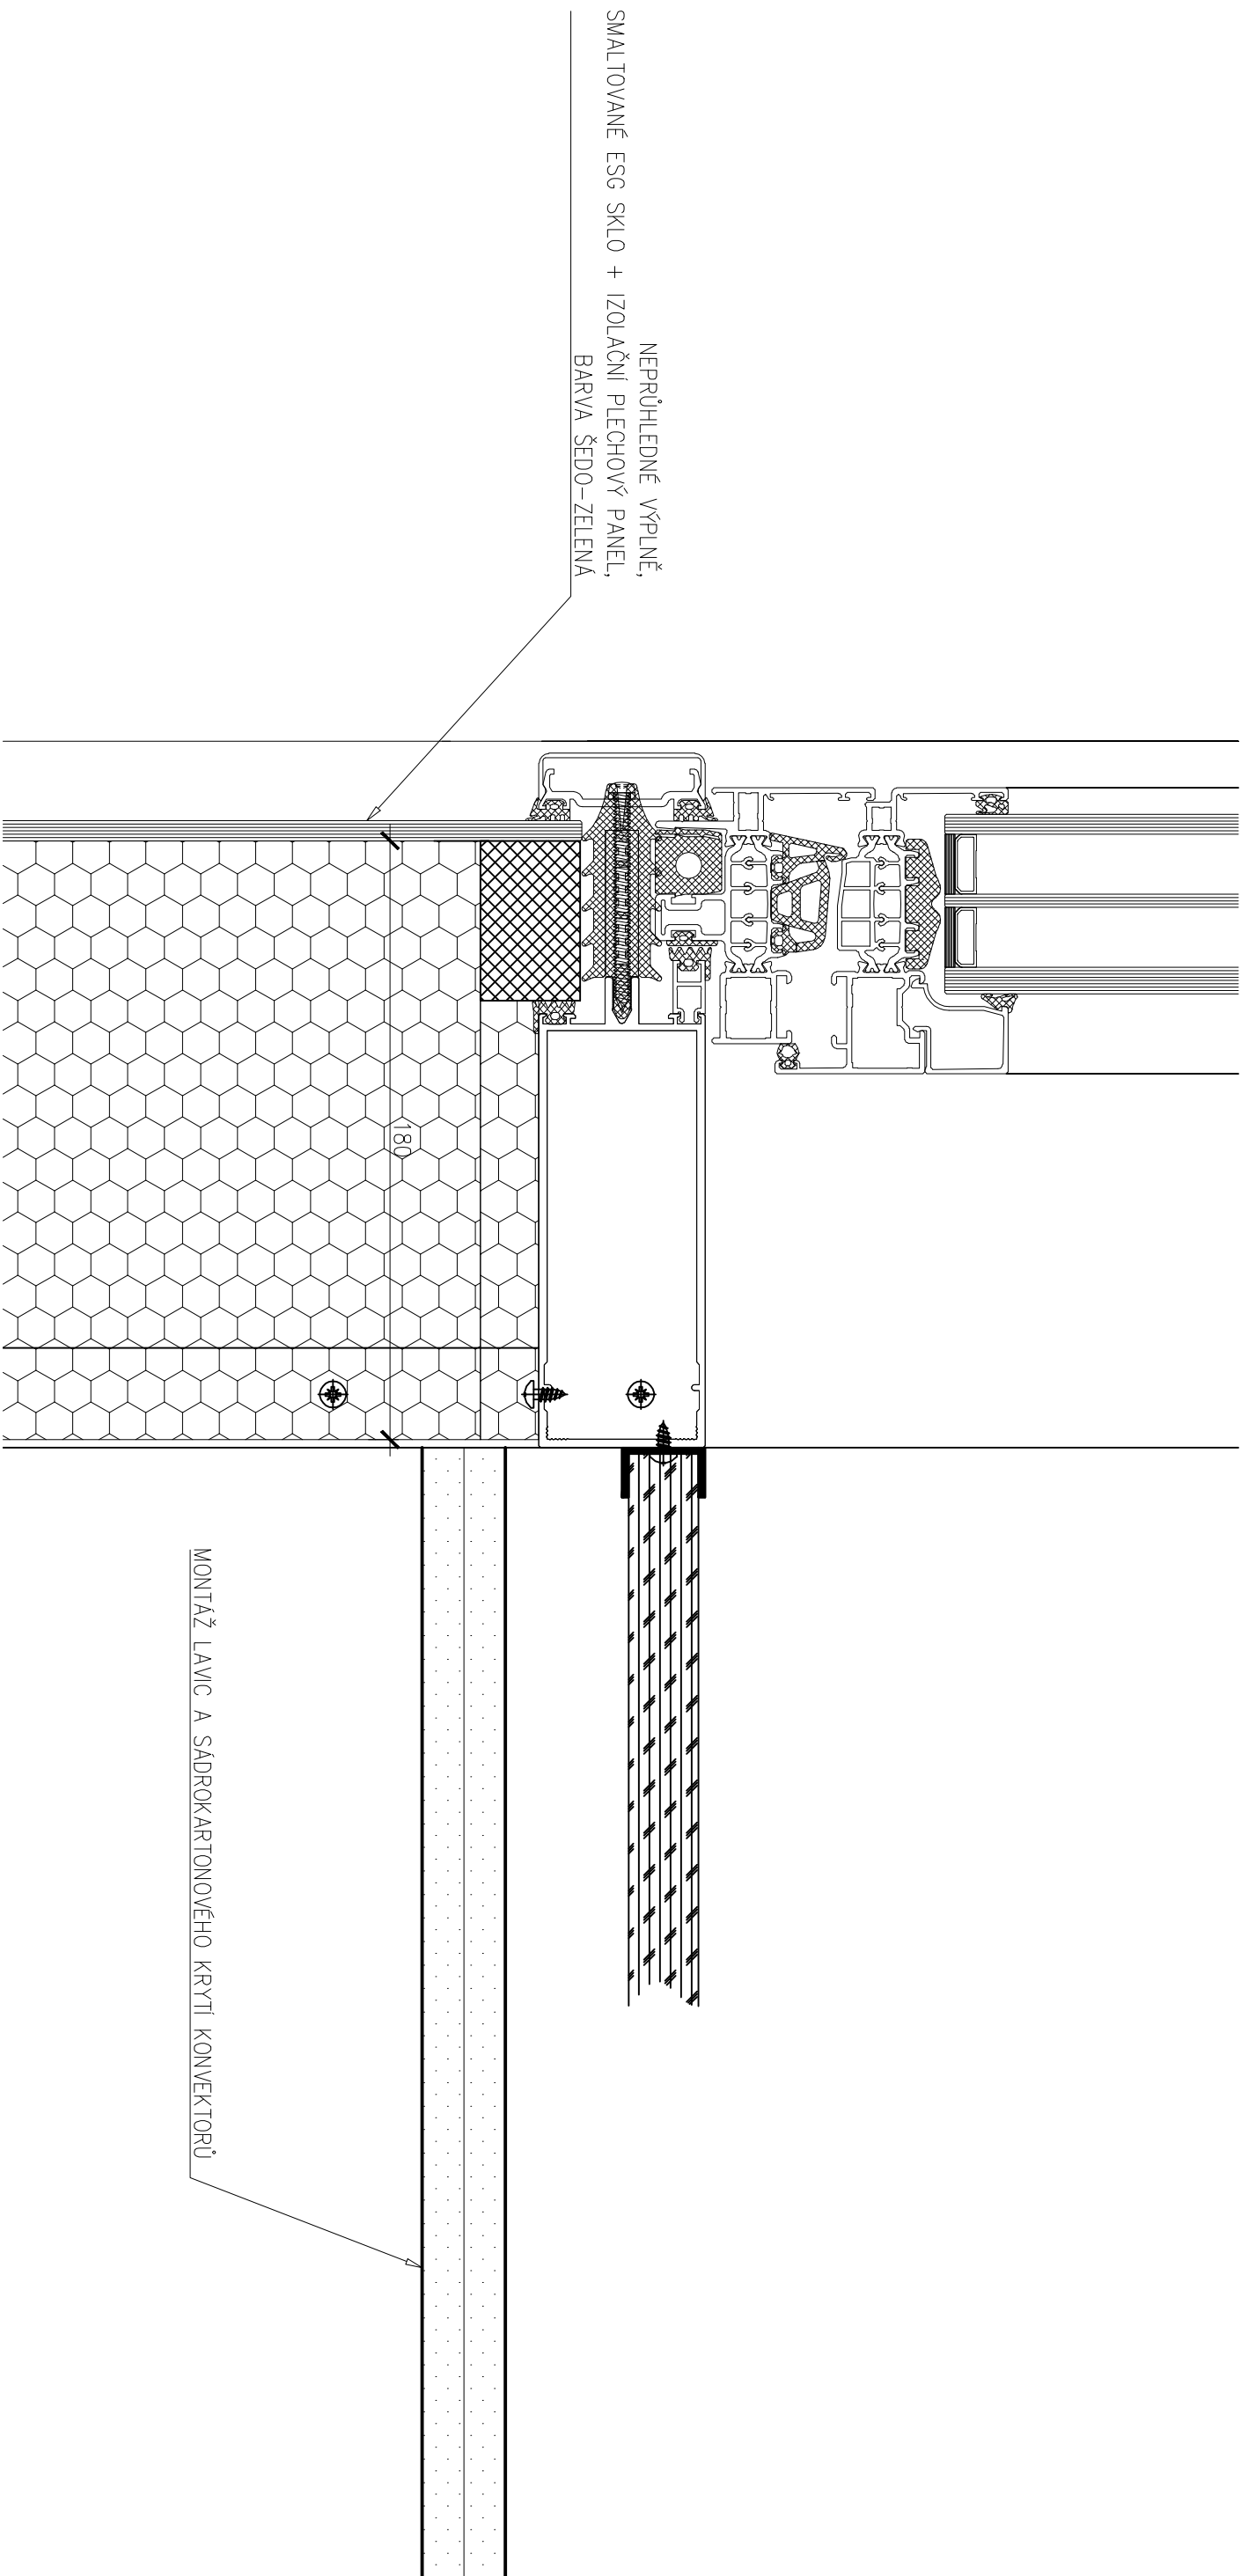 NEPRŮHLEDNÉ VÝPLNĚ,
SMALTOVANÉ ESG SKLO + IZOLAČNÍ PLECHOVÝ PANEL,
BARVA ŠEDO-ZELENÁ
180
MONTÁŽ LAVIC A SÁDROKARTONOVÉHO KRYTÍ KONVEKTORŮ